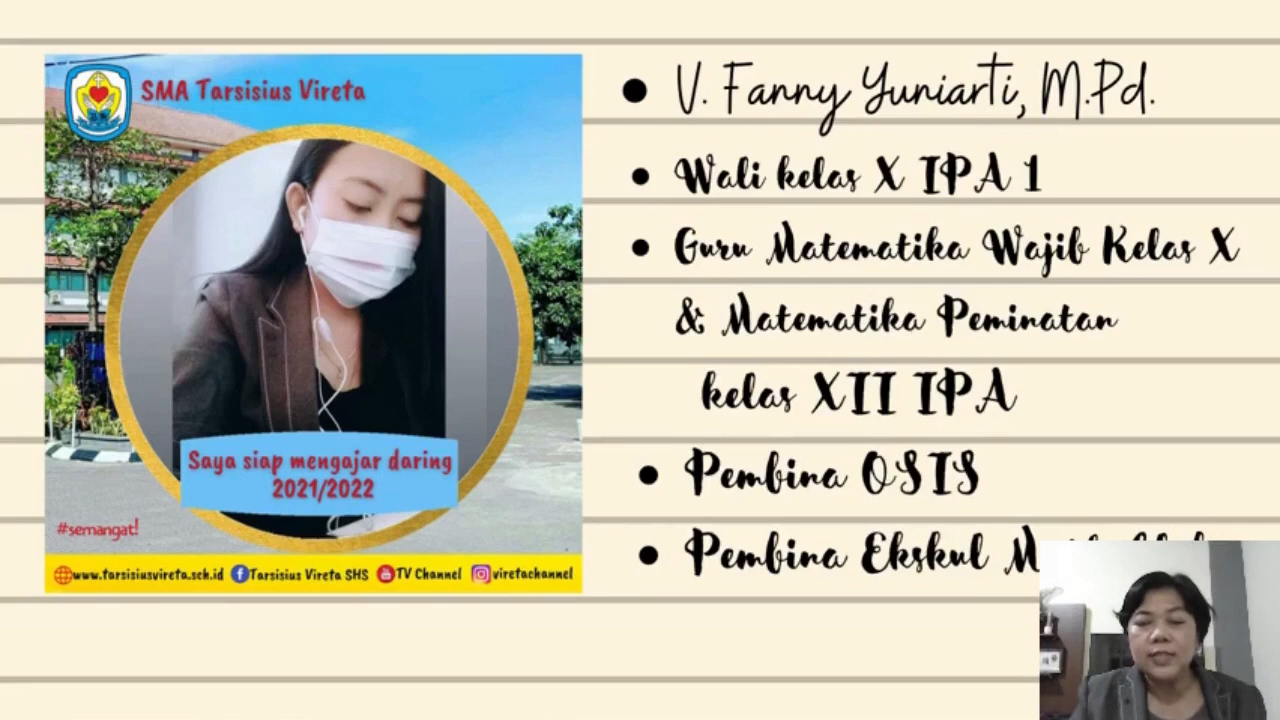 SMA Tarsisius Vireta
Saya siap mengajar daring
2021/2022
#semangat!
www.tarsisiusvireta.sch.id Tarsisius Vireta SHS TV Channel viretachannel
V. Fanny Yuniarti, M.Pd.
Wali kelas X IPA 1
Guru Matematika Wajib Kelas X
& Matematika Peminatan
kelas XII IPA
Pembina OSIS
Pembina Ekskul